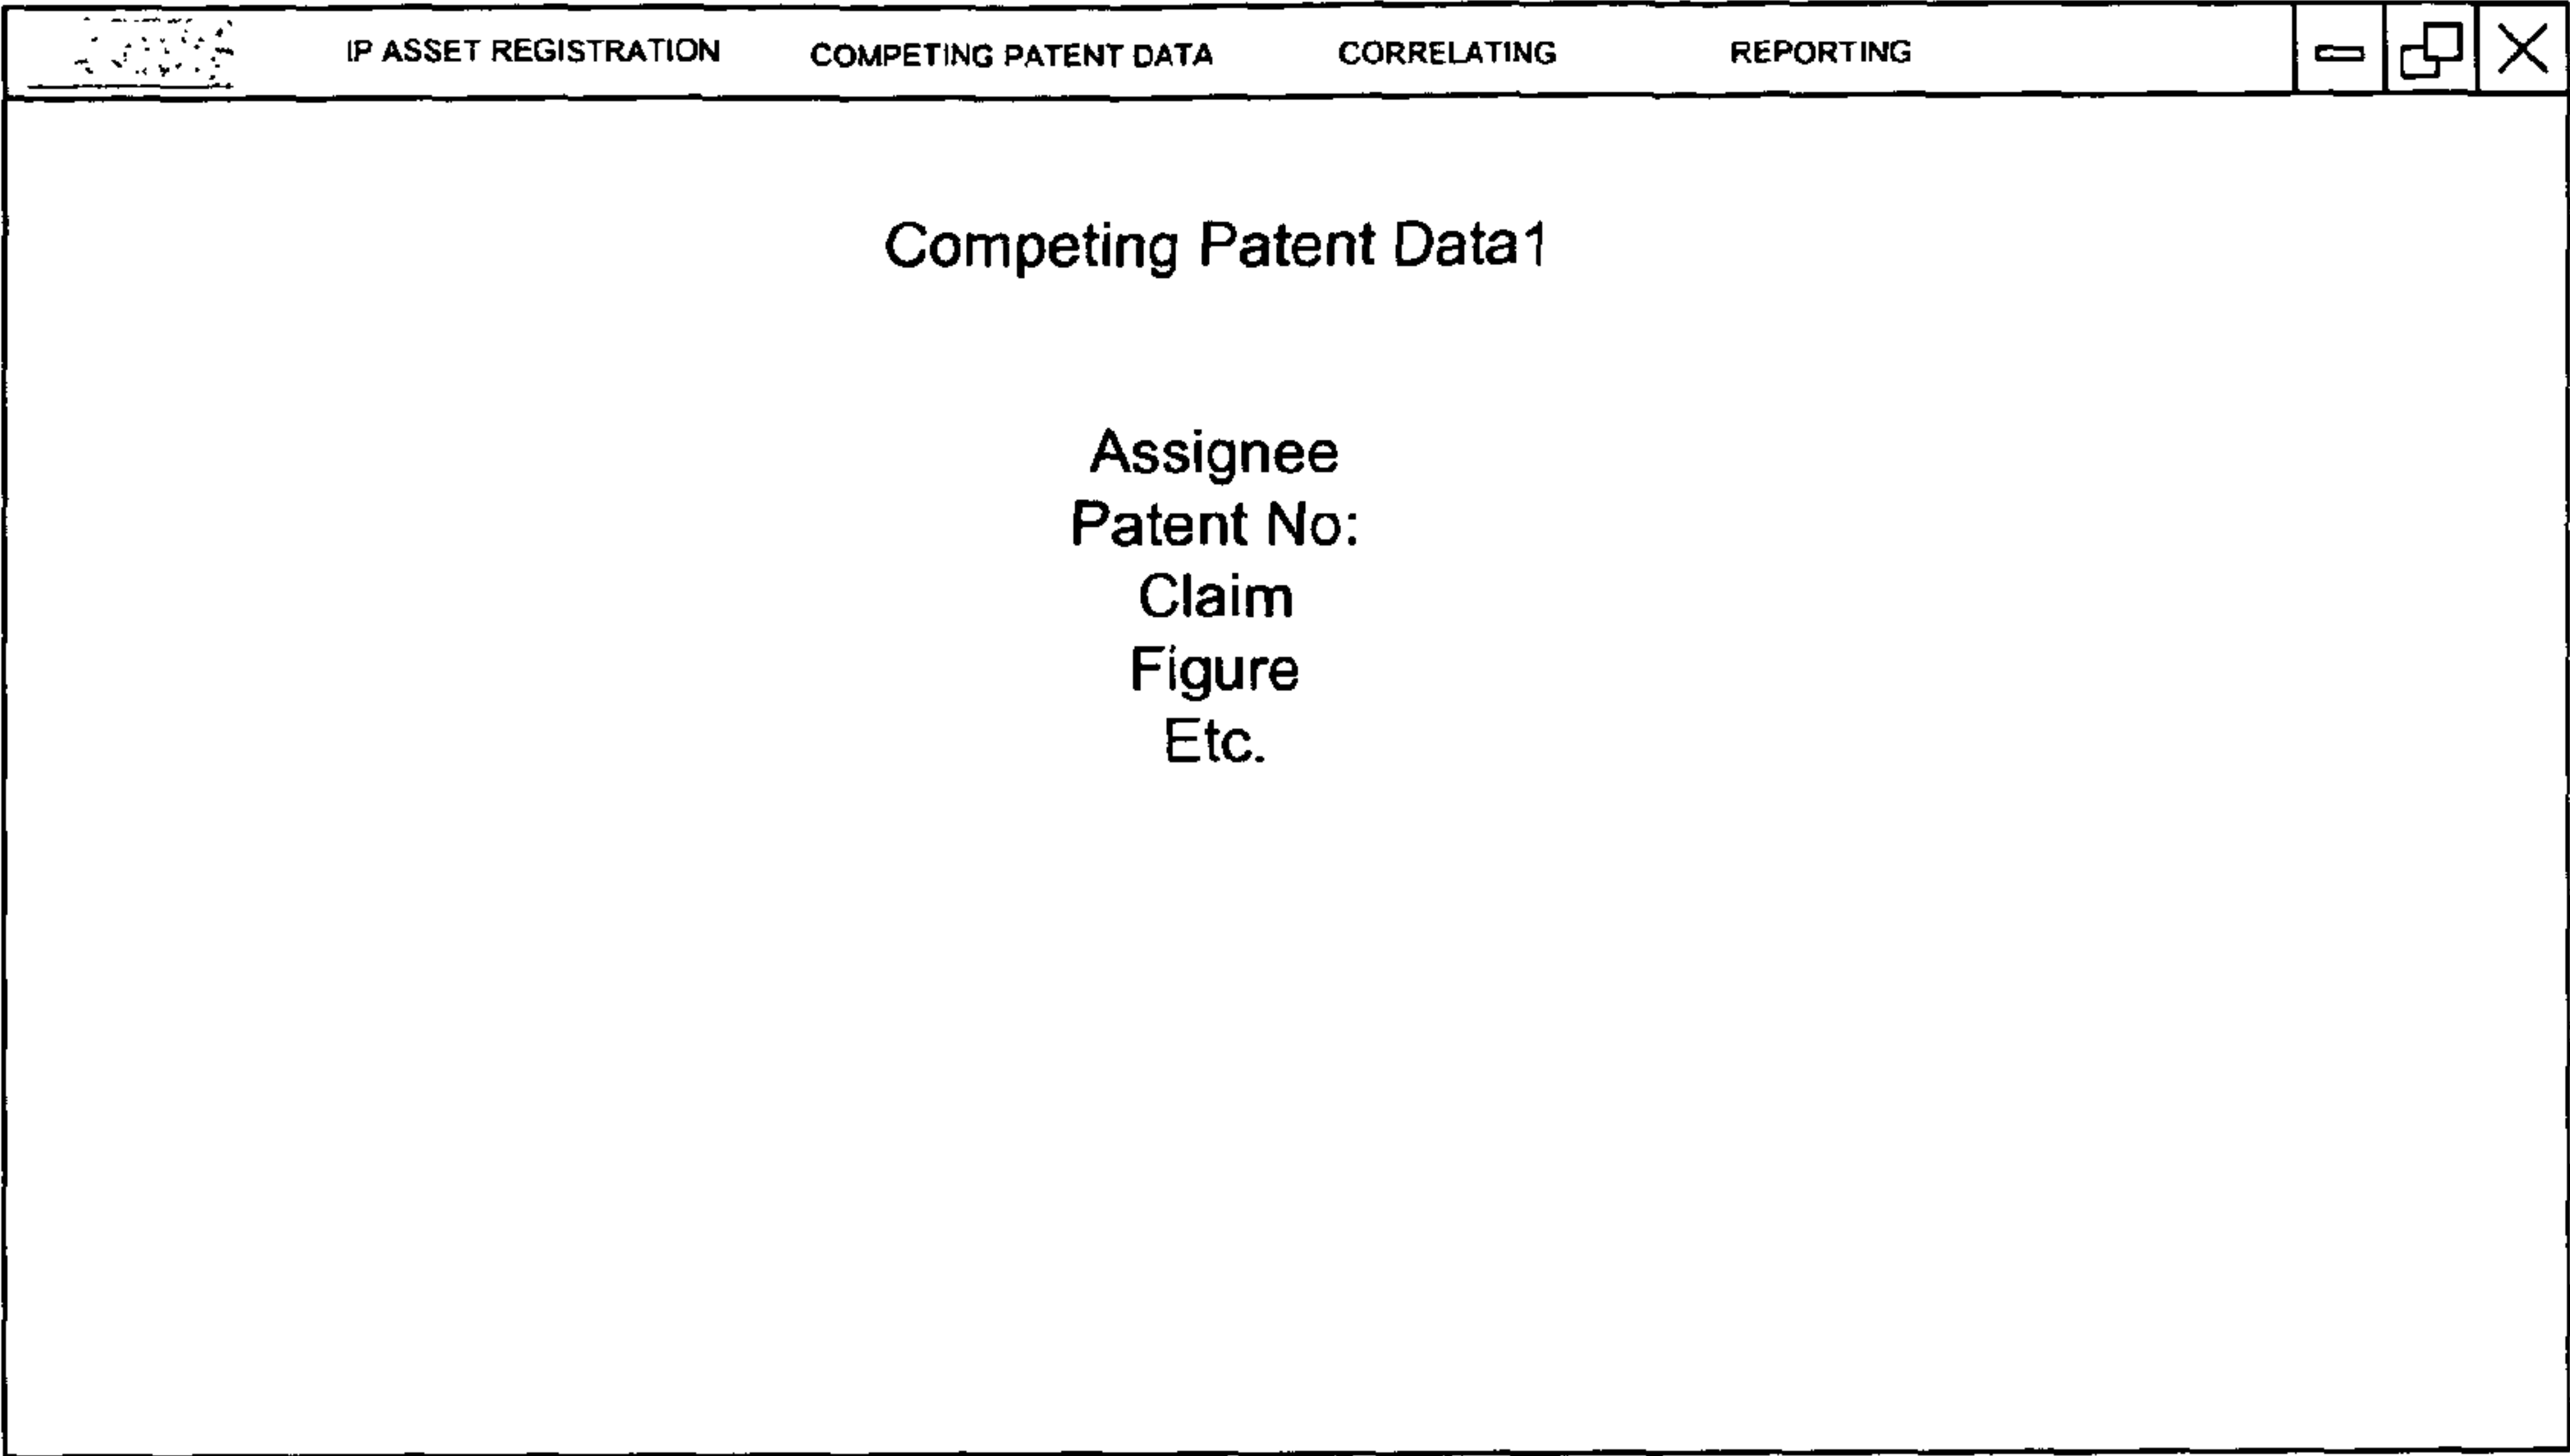 IP ASSET REGISTRATION COMPETING PATENT DATA CORRELATING REPORTING
Competing Patent Data1
Assignee
Patent No:
Claim
Figure
Etc.